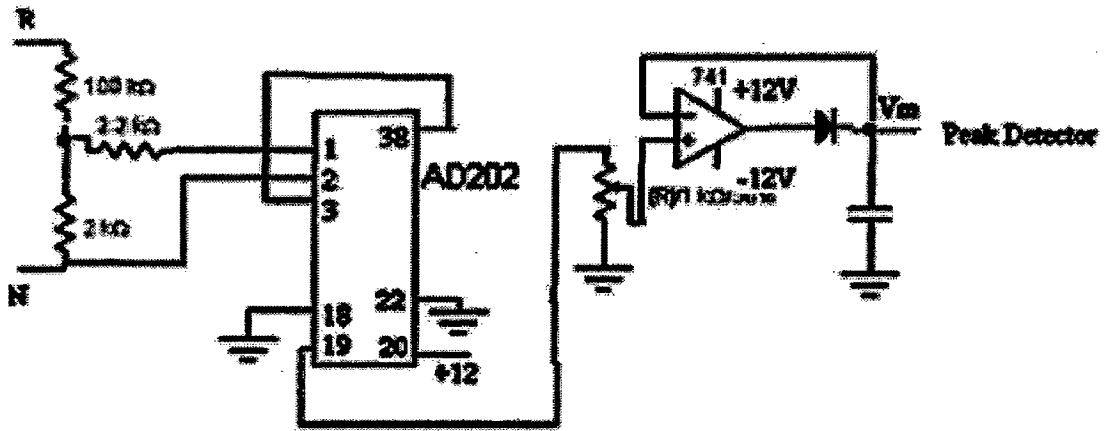 R
100 kΩ
2.2 kΩ
2 kΩ
N
1
2
3
38
AD202
18
19
22
20
+12
741
+12V
-
+
-12V
Vm
Peak Detector